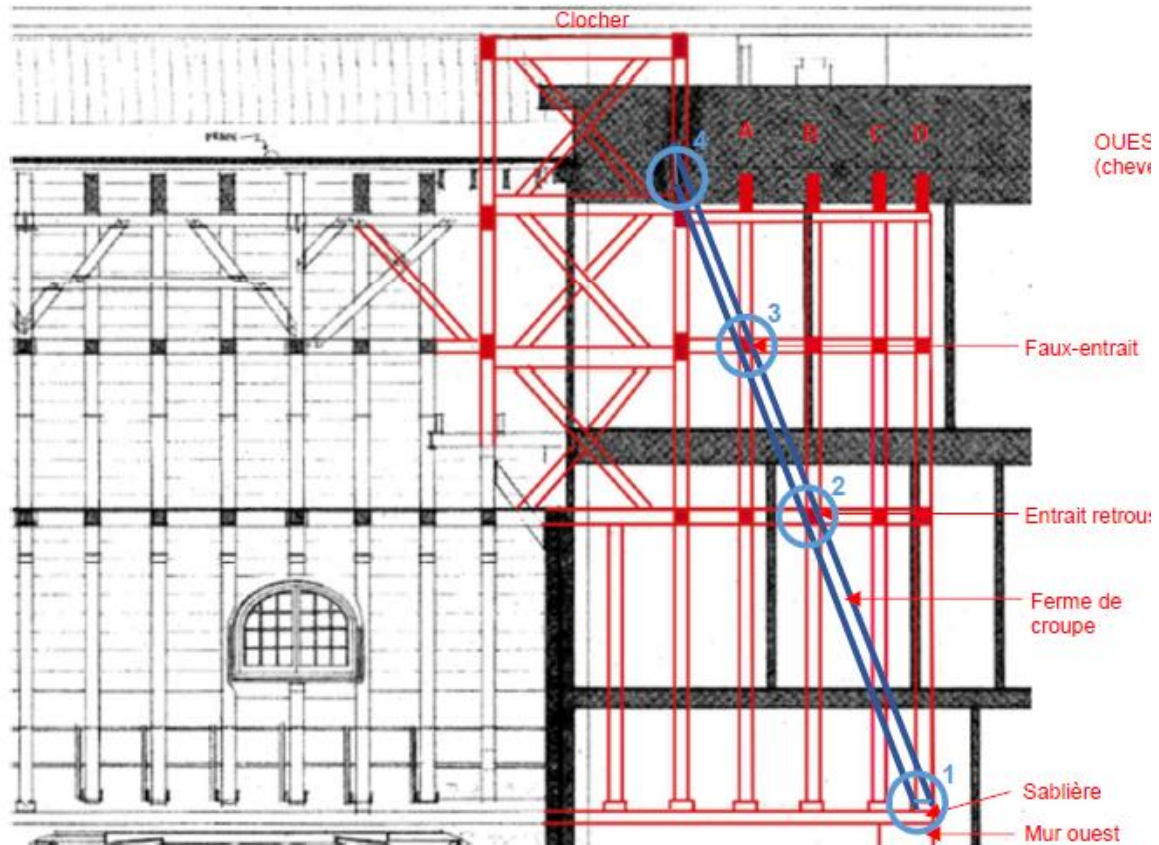 Clocher
OUES
(cheve
4
A
B
C
D
3
Faux-entrait
2
Entrait retrous
Ferme de
croupe
1
Sablière
Mur ouest